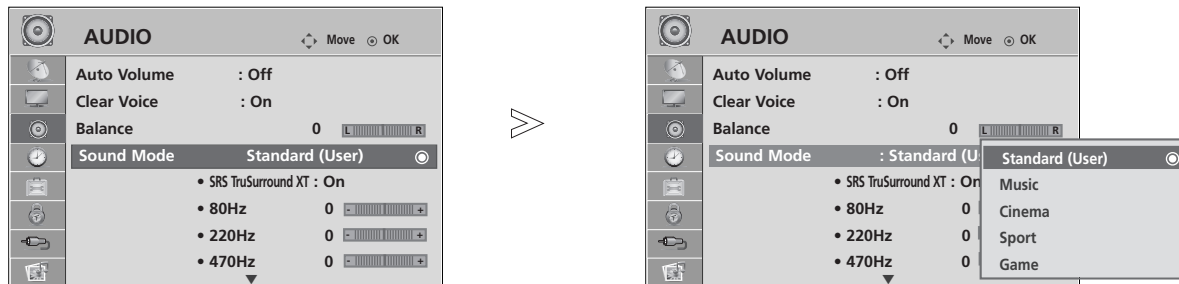 AUDIO
Move OK
Auto Volume : Off
Clear Voice : On
Balance 0 L R
Sound Mode Standard (User)
• SRS TruSurround XT : On
• 80Hz 0 - +
• 220Hz 0 - +
• 470Hz 0 - +
AUDIO
Move OK
Auto Volume : Off
Clear Voice : On
Balance 0 L R
Sound Mode : Standard (U
• SRS TruSurround XT : On
• 80Hz 0
• 220Hz 0
• 470Hz 0
Standard (User)
Music
Cinema
Sport
Game